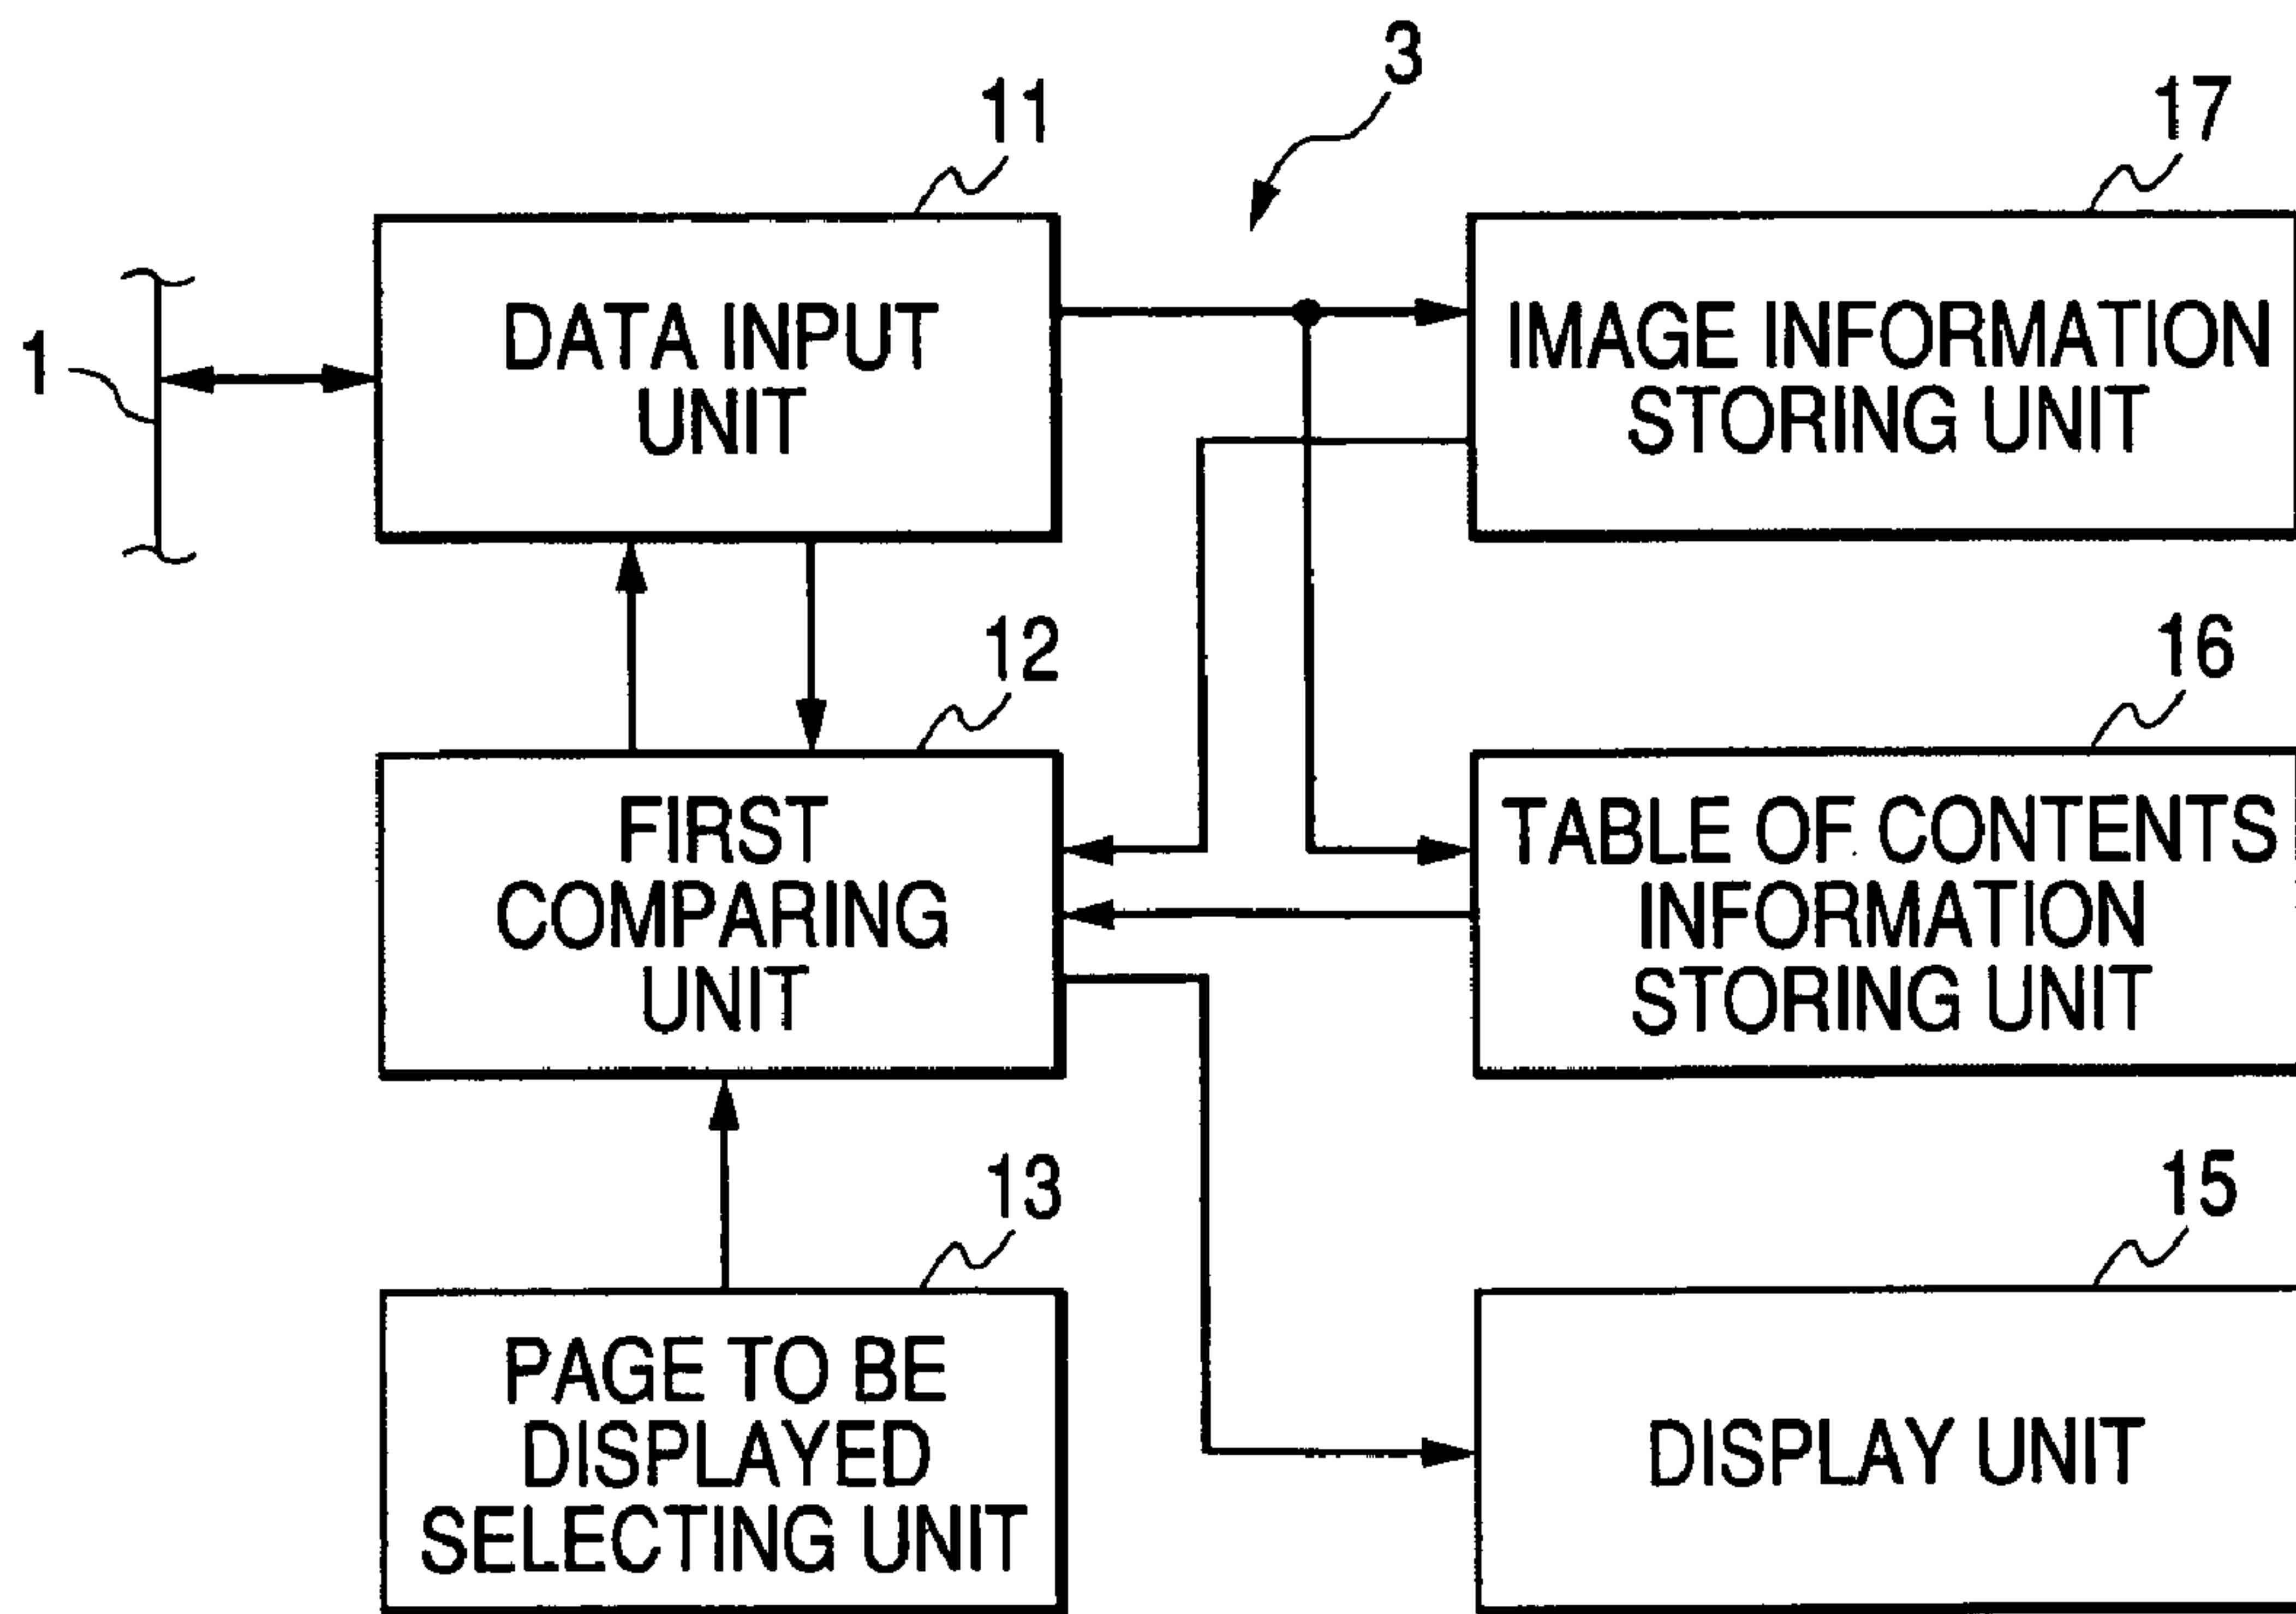 3
11
17
1
DATA INPUT
UNIT
IMAGE INFORMATION
STORING UNIT
12
16
FIRST
COMPARING
UNIT
TABLE OF CONTENTS
INFORMATION
STORING UNIT
13
15
PAGE TO BE
DISPLAYED
SELECTING UNIT
DISPLAY UNIT